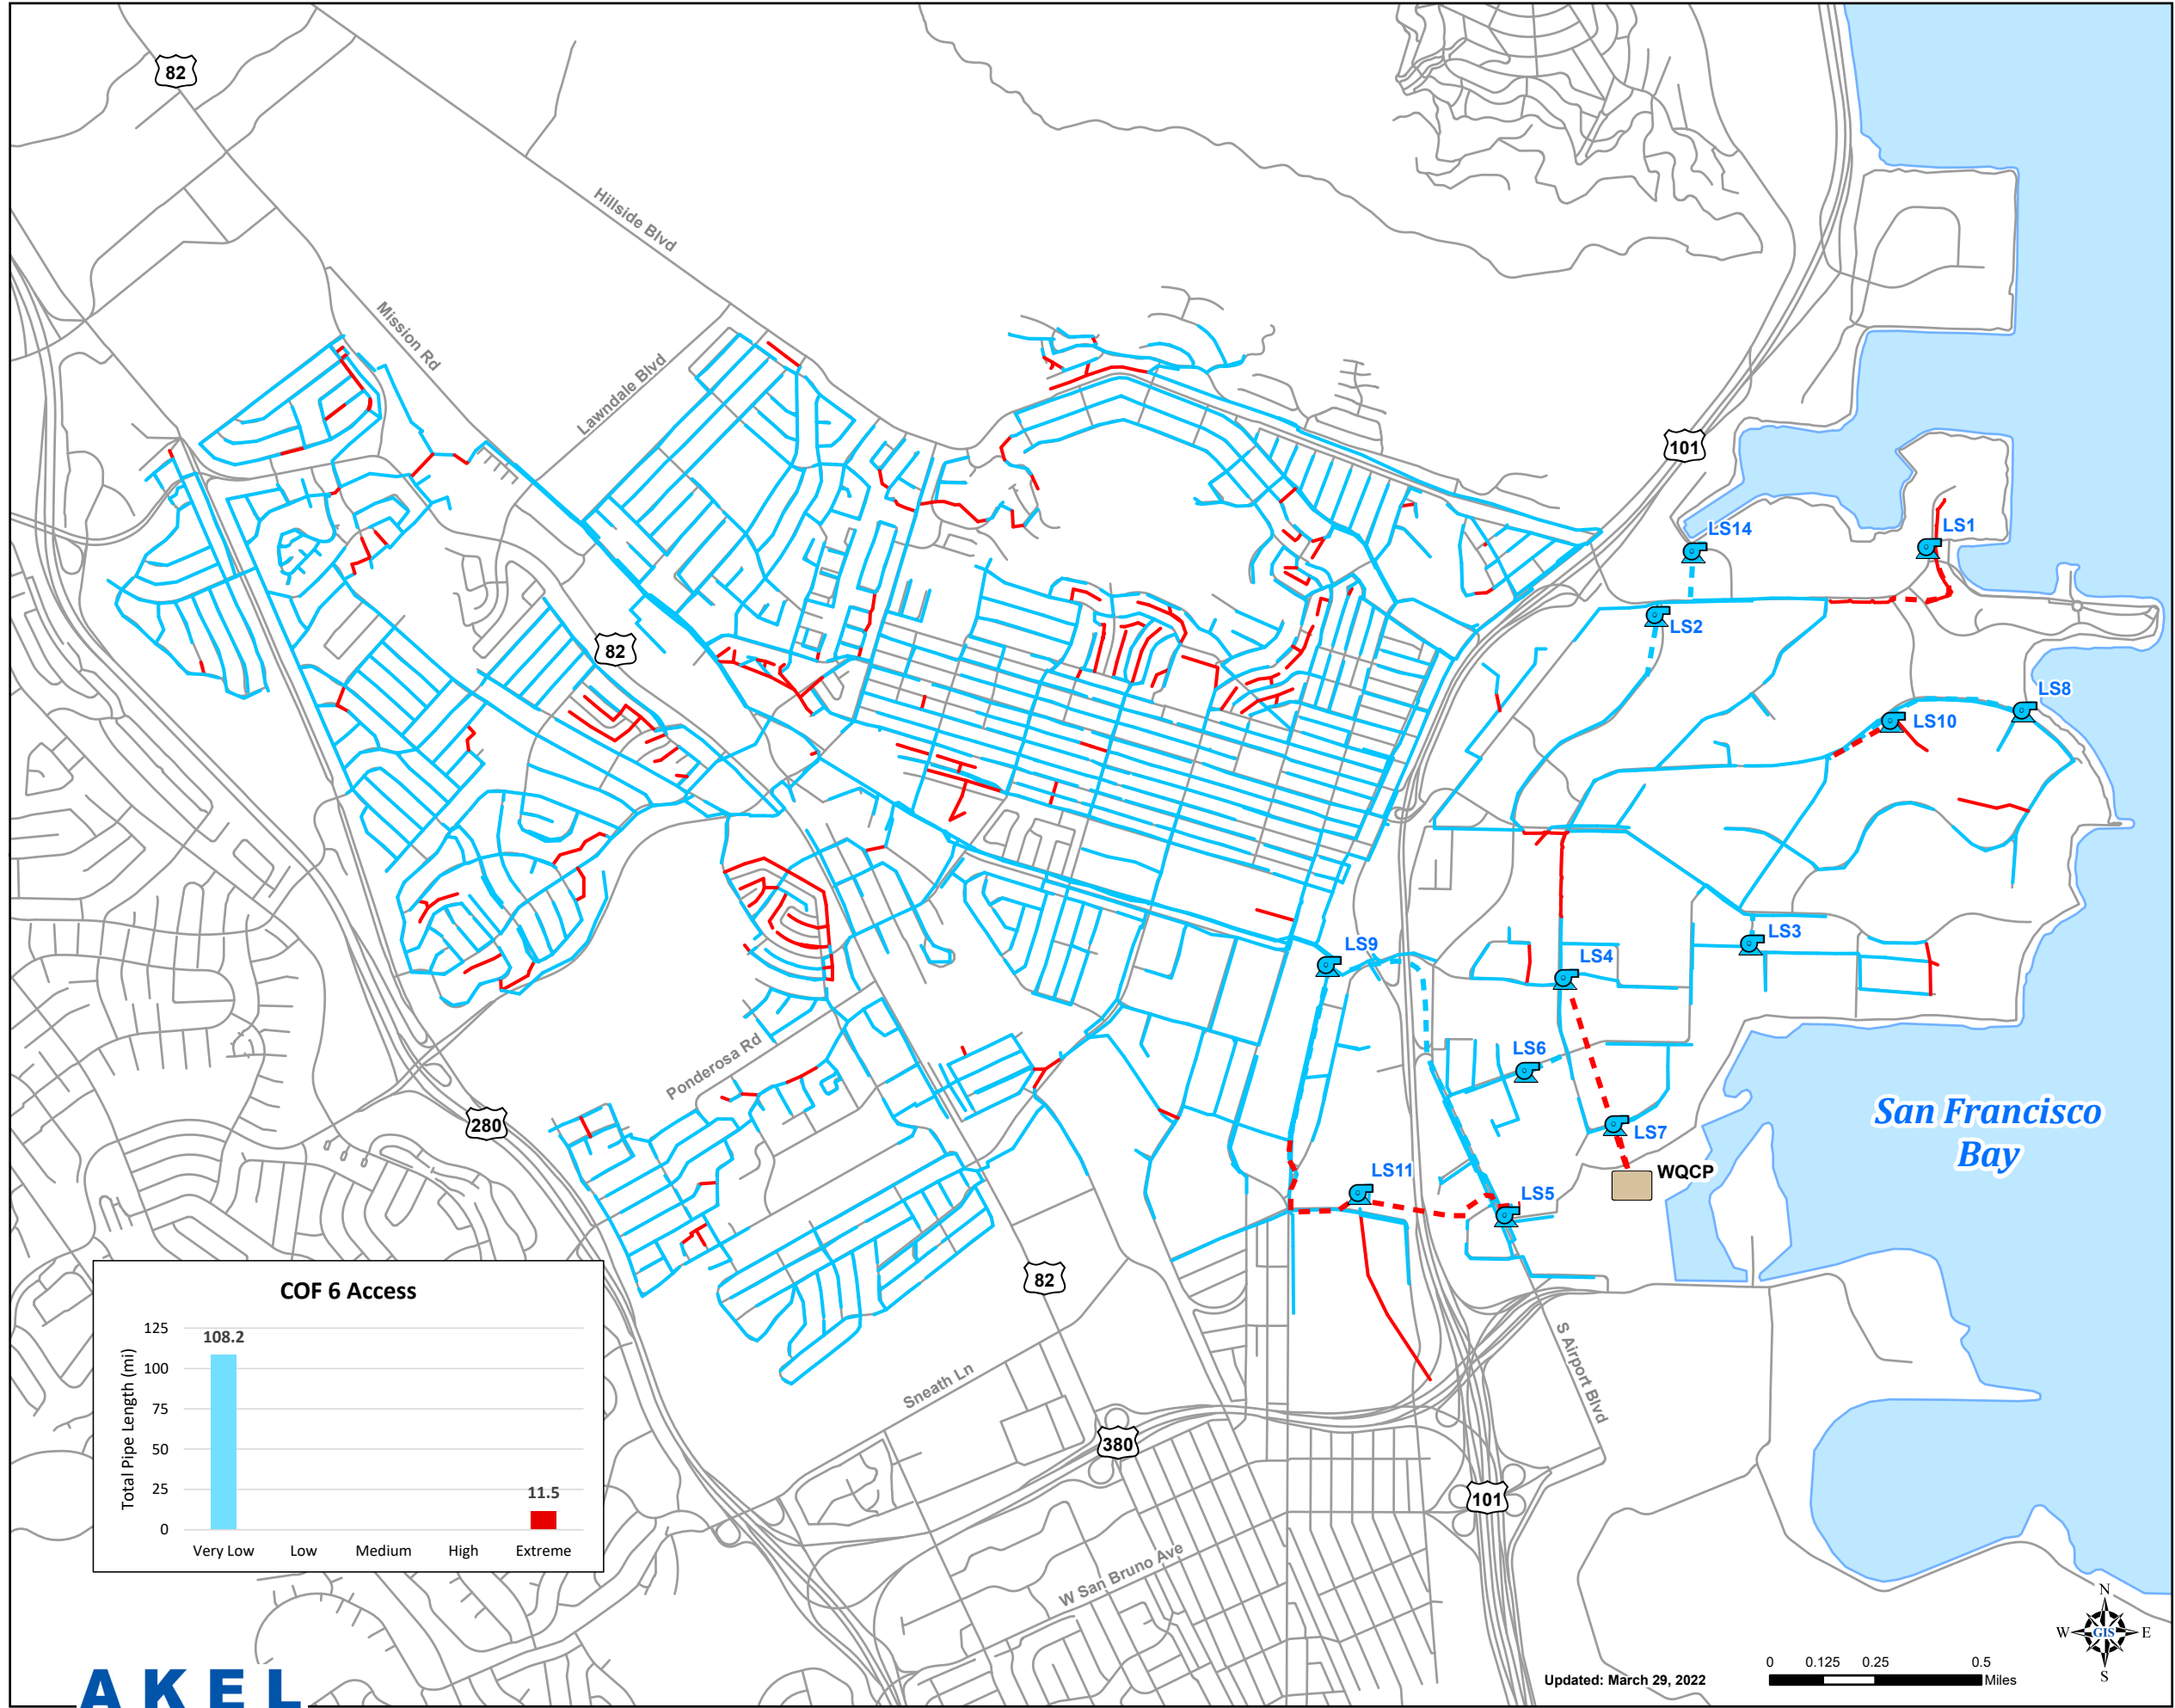 82
Hillside Blvd
Mission Rd
Lawndale Blvd
101
LS14
LS1
LS2
82
LS8
LS10
LS9
LS3
LS4
Ponderosa Rd
LS6
280
San Francisco
Bay
LS7
WQCP
LS11
LS5
82
S Airport Blvd
Sneath Ln
380
101
W San Bruno Ave
COF 6 Access
Total Pipe Length (mi)
125
100
75
50
25
0
108.2
11.5
Very Low Low Medium High Extreme
N
W GIS E
S
0 0.125 0.25 0.5
Miles
Updated: March 29, 2022
AKEL